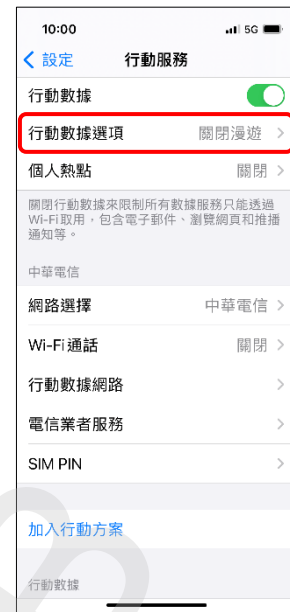 10:00 5G
設定 行動服務
行動數據
行動數據選項 關閉漫遊
個人熱點 關閉
關閉行動數據來限制所有數據服務只能透過
Wi-Fi取用，包含電子郵件、瀏覽網頁和推播
通知等。
中華電信
網路選擇 中華電信
Wi-Fi 通話 關閉
行動數據網路
電信業者服務
SIM PIN
加入行動方案
行動數據